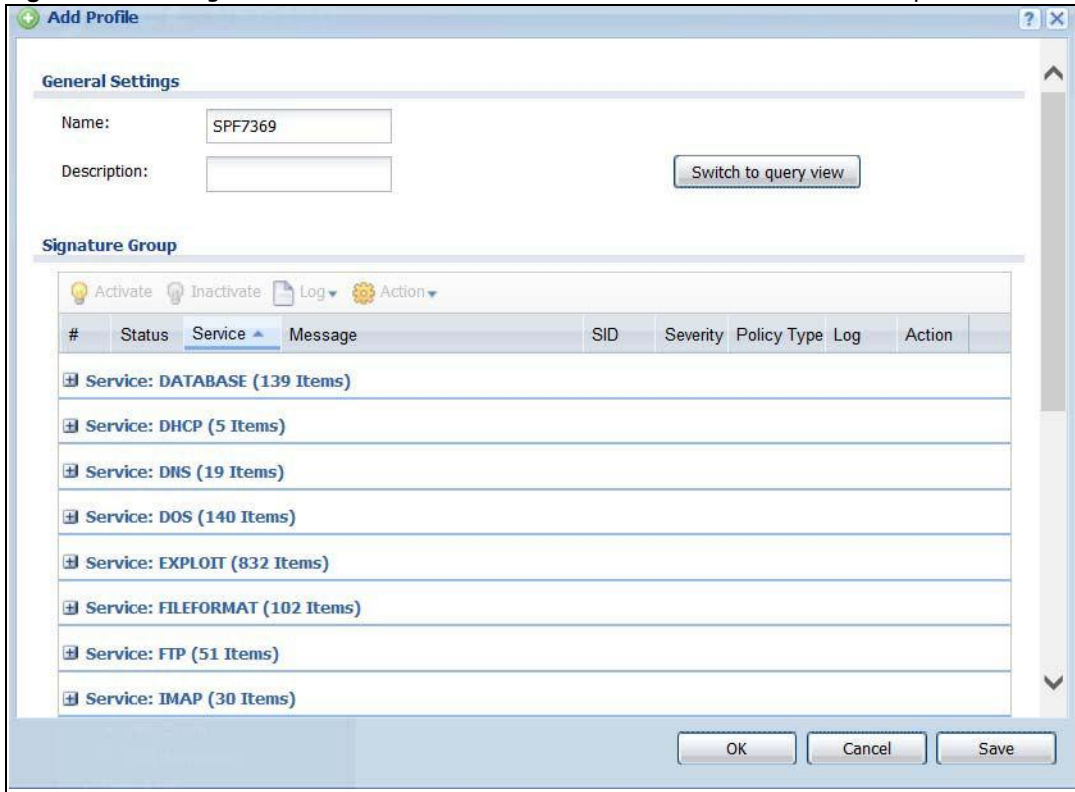 Add Profile
General Settings
Name: SPF7369
Description:
Switch to query view
Signature Group
Activate Inactivate Log Action
# Status Service Message SID Severity Policy Type Log Action
Service: DATABASE (139 Items)
Service: DHCP (5 Items)
Service: DNS (19 Items)
Service: DOS (140 Items)
Service: EXPLOIT (832 Items)
Service: FILEFORMAT (102 Items)
Service: FTP (51 Items)
Service: IMAP (30 Items)
OK Cancel Save